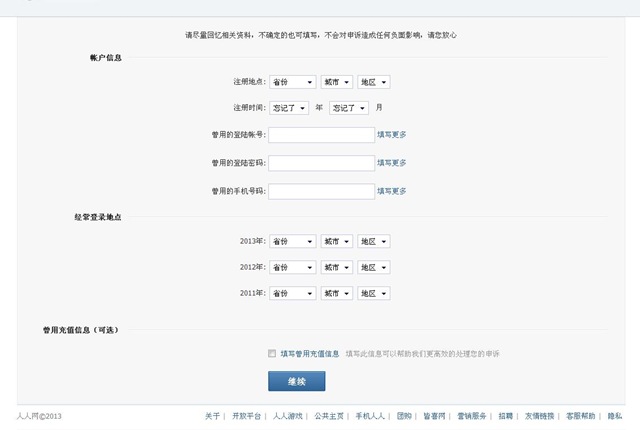 请尽量回忆相关资料，不确定的也可填写，不会对申诉造成任何负面影响，请您放心
帐户信息
注册地点: 省份 城市 地区
注册时间: 忘记了 年 忘记了 月
曾用的登陆帐号: 填写更多
曾用的登陆密码: 填写更多
曾用的手机号码: 填写更多
经常登录地点
2013年: 省份 城市 地区
2012年: 省份 城市 地区
2011年: 省份 城市 地区
曾用充值信息（可选）
填写曾用充值信息 填写此信息可以帮助我们更高效的处理您的申诉
继续
人人网©2013 关于 | 开放平台 | 人人游戏 | 公共主页 | 手机人人 | 团购 | 皆喜网 | 营销服务 | 招聘 | 友情链接 | 客服帮助 | 隐私